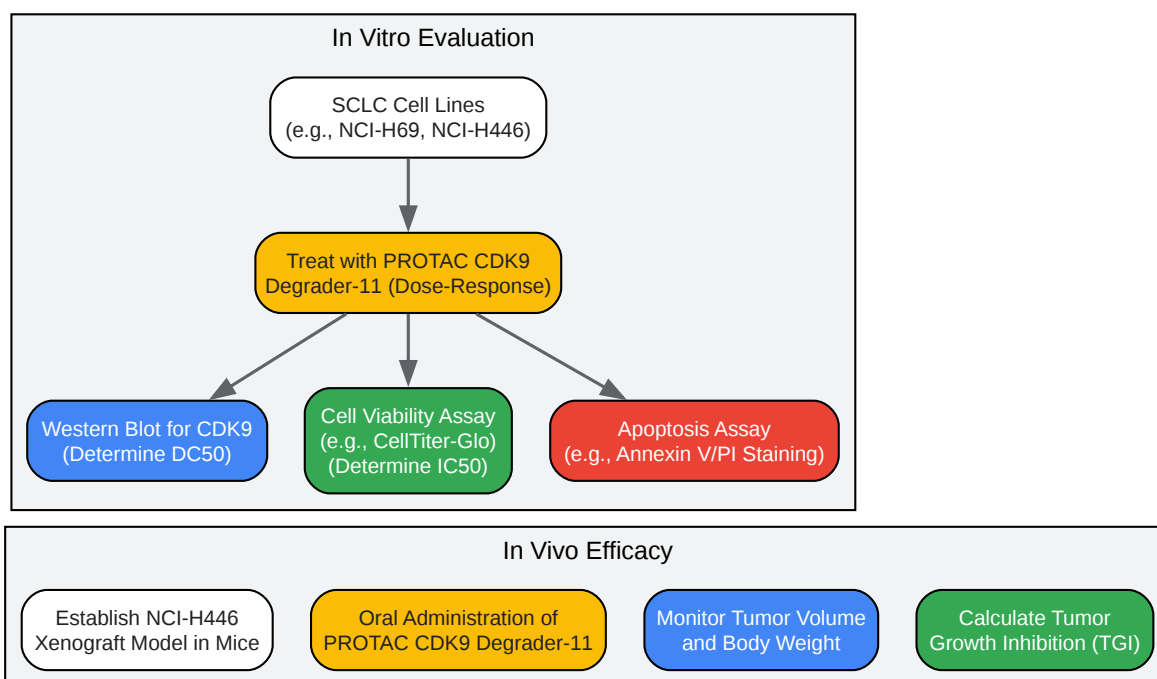 In Vitro Evaluation
SCLC Cell Lines
(e.g., NCI-H69, NCI-H446)
Treat with PROTAC CDK9
Degrader-11 (Dose-Response)
Western Blot for CDK9
(Determine DC50)
Cell Viability Assay
(e.g., CellTiter-Glo)
(Determine IC50)
Apoptosis Assay
(e.g., Annexin V/PI Staining)
In Vivo Efficacy
Establish NCI-H446
Xenograft Model in Mice
Oral Administration of
PROTAC CDK9 Degrader-11
Monitor Tumor Volume
and Body Weight
Calculate Tumor
Growth Inhibition (TGI)